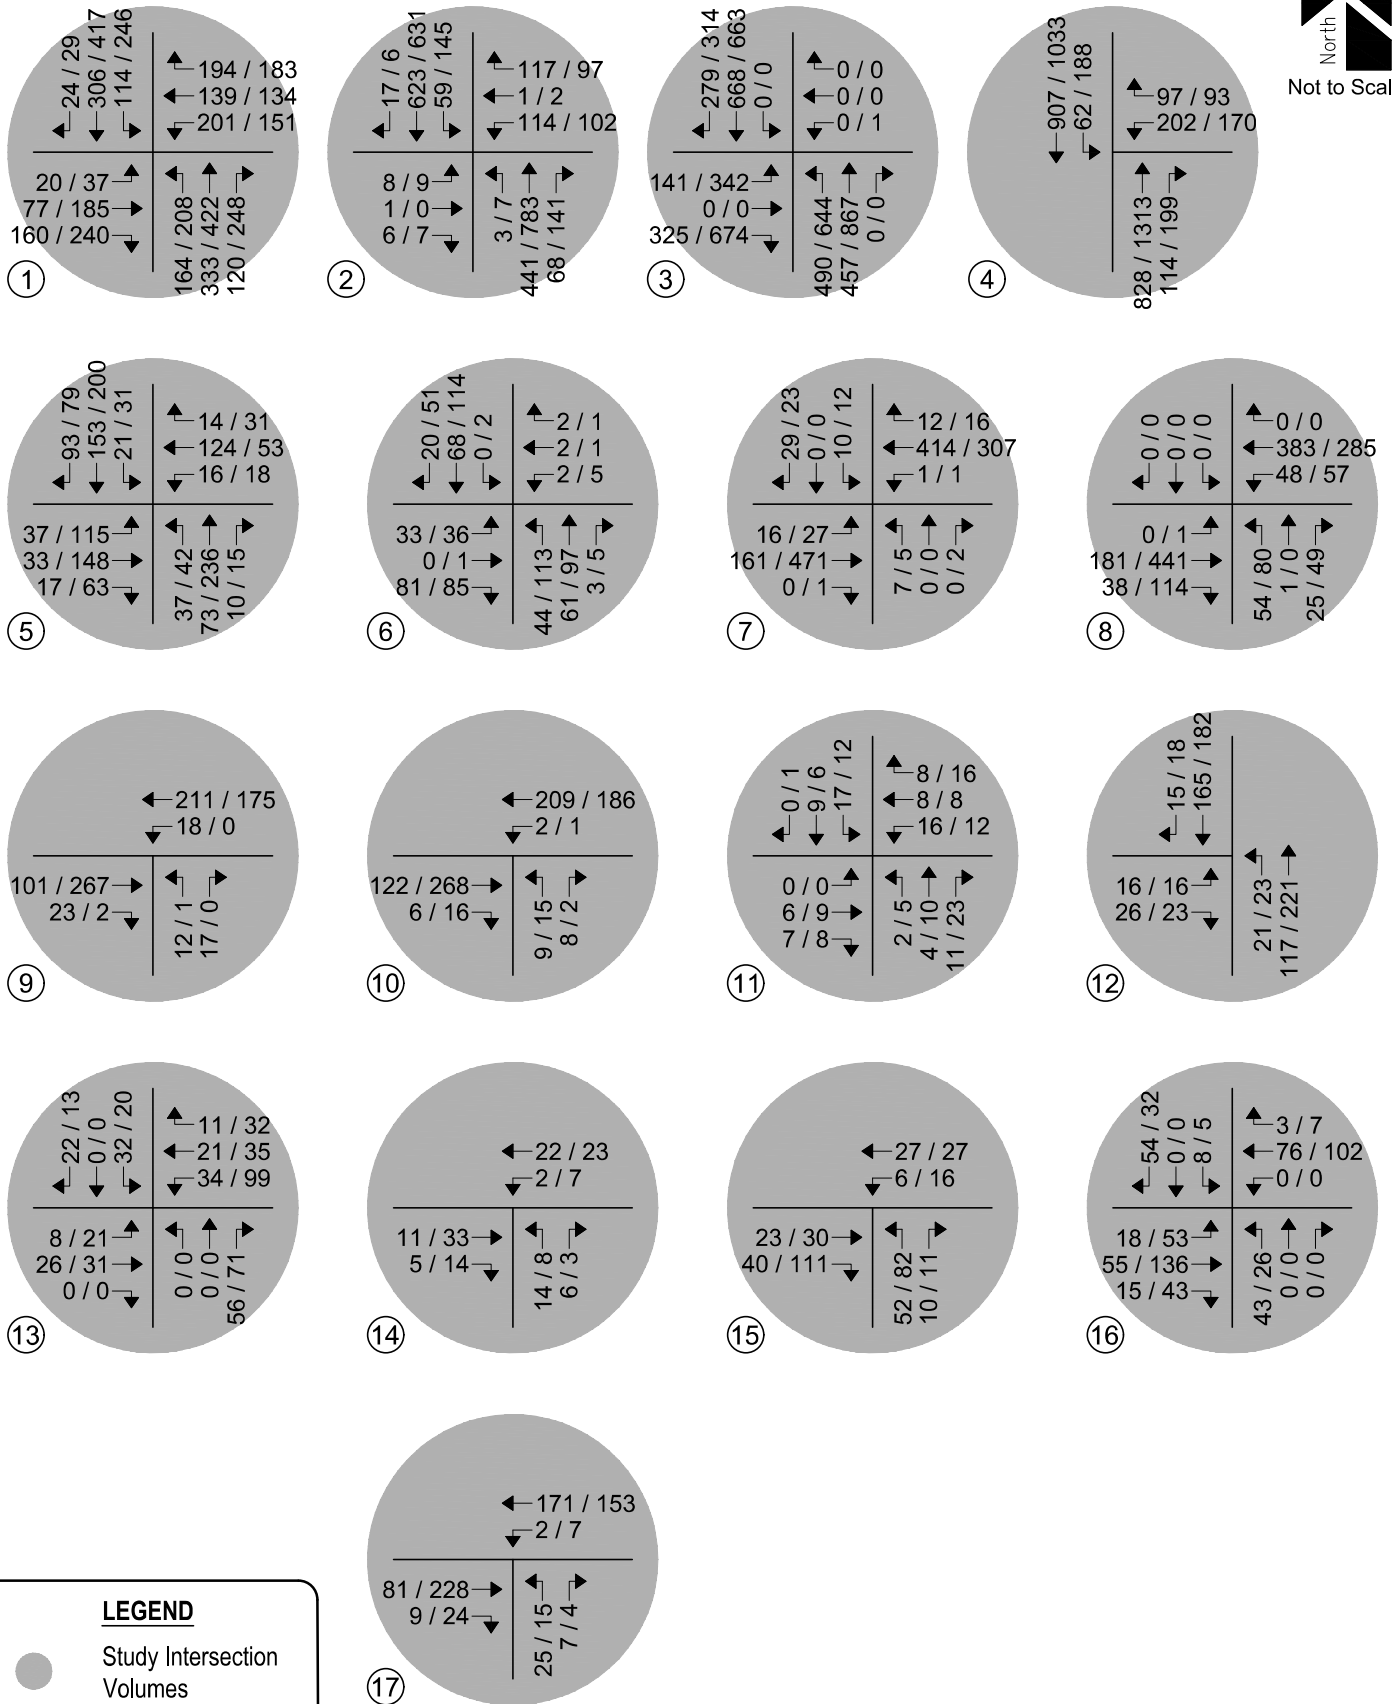 North
Not to Scal
24 / 29
306 / 417
114 / 246
194 / 183
139 / 134
201 / 151
20 / 37
77 / 185
160 / 240
164 / 208
333 / 422
120 / 248
1
17 / 6
623 / 631
59 / 145
117 / 97
1 / 2
114 / 102
8 / 9
1 / 0
6 / 7
3 / 7
441 / 783
68 / 141
2
279 / 314
668 / 663
0 / 0
0 / 0
0 / 0
0 / 1
141 / 342
0 / 0
325 / 674
490 / 644
457 / 867
0 / 0
3
907 / 1033
62 / 188
97 / 93
202 / 170
828 / 1313
114 / 199
4
93 / 79
153 / 200
21 / 31
14 / 31
124 / 53
16 / 18
37 / 115
33 / 148
17 / 63
37 / 42
73 / 236
10 / 15
5
20 / 51
68 / 114
0 / 2
2 / 1
2 / 1
2 / 5
33 / 36
0 / 1
81 / 85
44 / 113
61 / 97
3 / 5
6
29 / 23
0 / 0
10 / 12
12 / 16
414 / 307
1 / 1
16 / 27
161 / 471
0 / 1
7 / 5
0 / 0
0 / 2
7
0 / 0
0 / 0
0 / 0
0 / 0
383 / 285
48 / 57
0 / 1
181 / 441
38 / 114
54 / 80
1 / 0
25 / 49
8
211 / 175
18 / 0
101 / 267
23 / 2
12 / 1
17 / 0
9
209 / 186
2 / 1
122 / 268
6 / 16
9 / 15
8 / 2
10
0 / 1
9 / 6
17 / 12
8 / 16
8 / 8
16 / 12
0 / 0
6 / 9
7 / 8
2 / 5
4 / 10
11 / 23
11
15 / 18
165 / 182
16 / 16
26 / 23
21 / 23
117 / 221
12
22 / 13
0 / 0
32 / 20
11 / 32
21 / 35
34 / 99
8 / 21
26 / 31
0 / 0
0 / 0
0 / 0
56 / 71
13
22 / 23
2 / 7
11 / 33
5 / 14
14 / 8
6 / 3
14
27 / 27
6 / 16
23 / 30
40 / 111
52 / 82
10 / 11
15
54 / 32
0 / 0
8 / 5
3 / 7
76 / 102
0 / 0
18 / 53
55 / 136
15 / 43
43 / 26
0 / 0
0 / 0
16
171 / 153
2 / 7
81 / 228
9 / 24
25 / 15
7 / 4
17
LEGEND
Study Intersection
Volumes